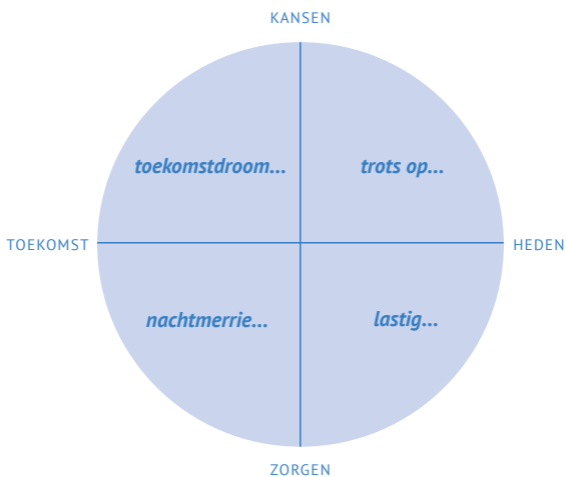 KANSEN
toekomstdroom...
trots op...
TOEKOMST
HEDEN
nachtmerrie...
lastig...
ZORGEN